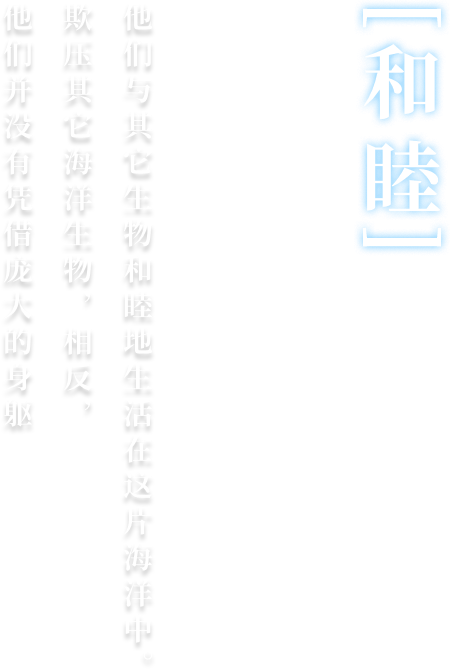 [和睦]
他们并没有凭借庞大的身躯
欺压其它海洋生物，相反，
他们与其它生物和睦地生活在这片海洋中。